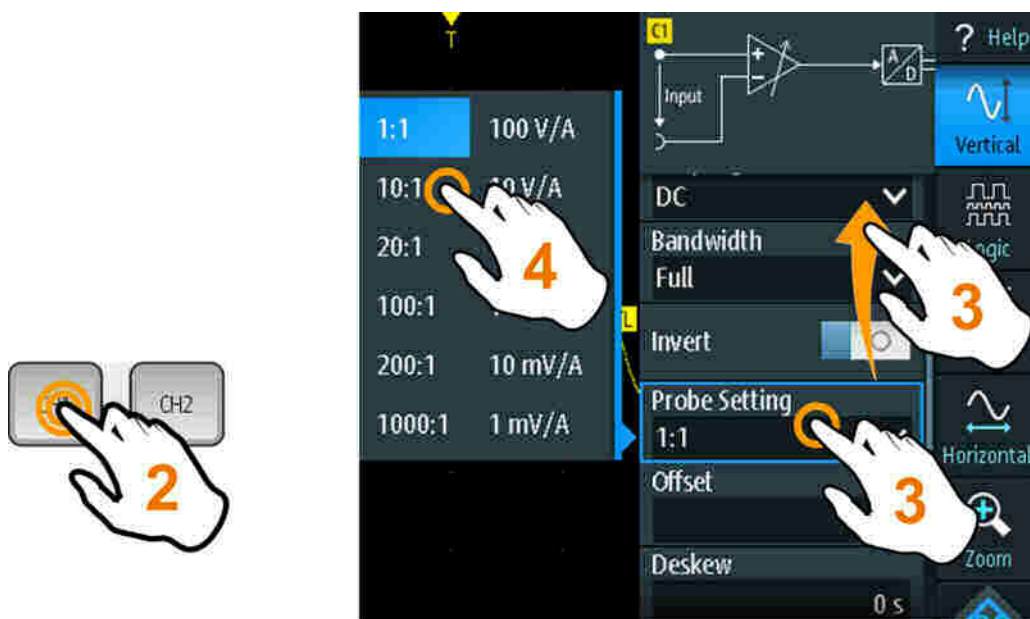 T
C1
Input
+
−
A/D
? Help
Vertical
1:1 100 V/A
10:1 10 V/A
20:1
100:1
200:1 10 mV/A
1000:1 1 mV/A
4
DC
Bandwidth
Full
Invert
Probe Setting
1:1
Offset
Deskew
0 s
3
3
Horizontal
Zoom
CH2
2